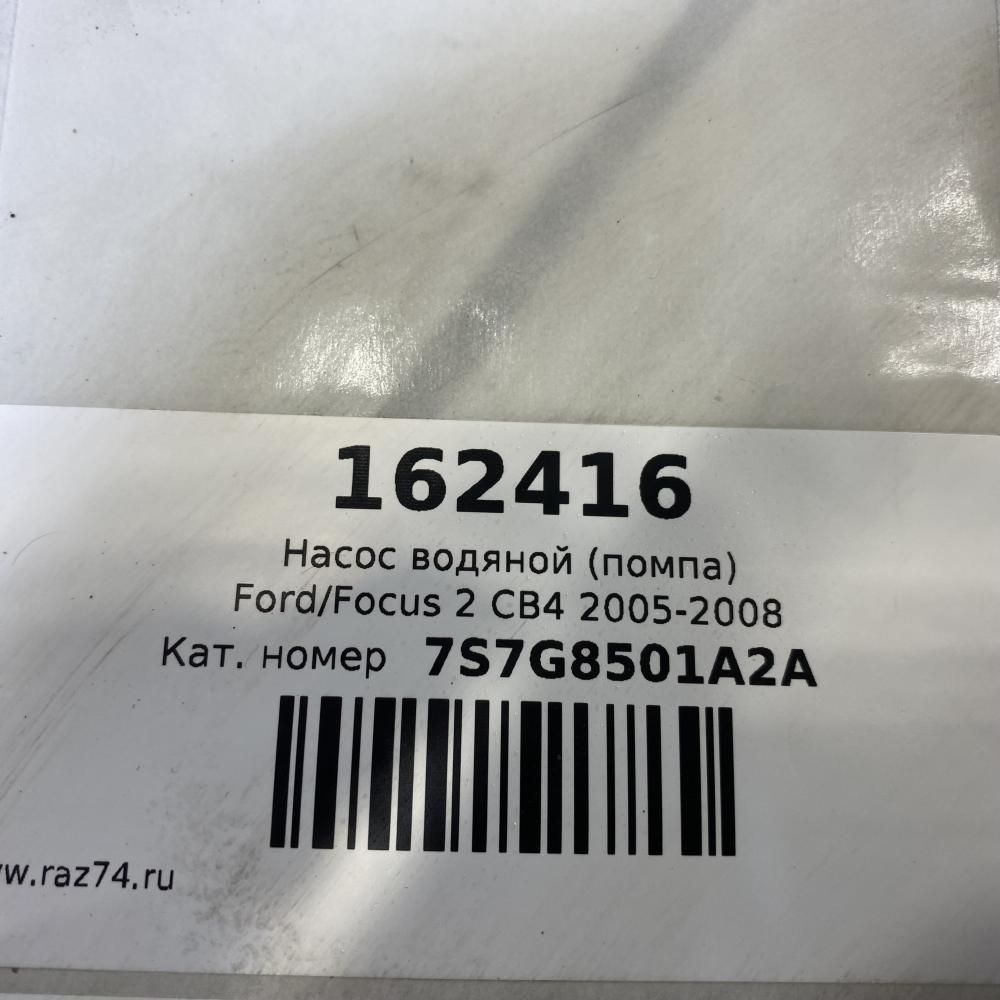 162416
Насос водяной (помпа)
Ford/Focus 2 CB4 2005-2008
Кат. номер 7S7G8501A2A
w.raz74.ru